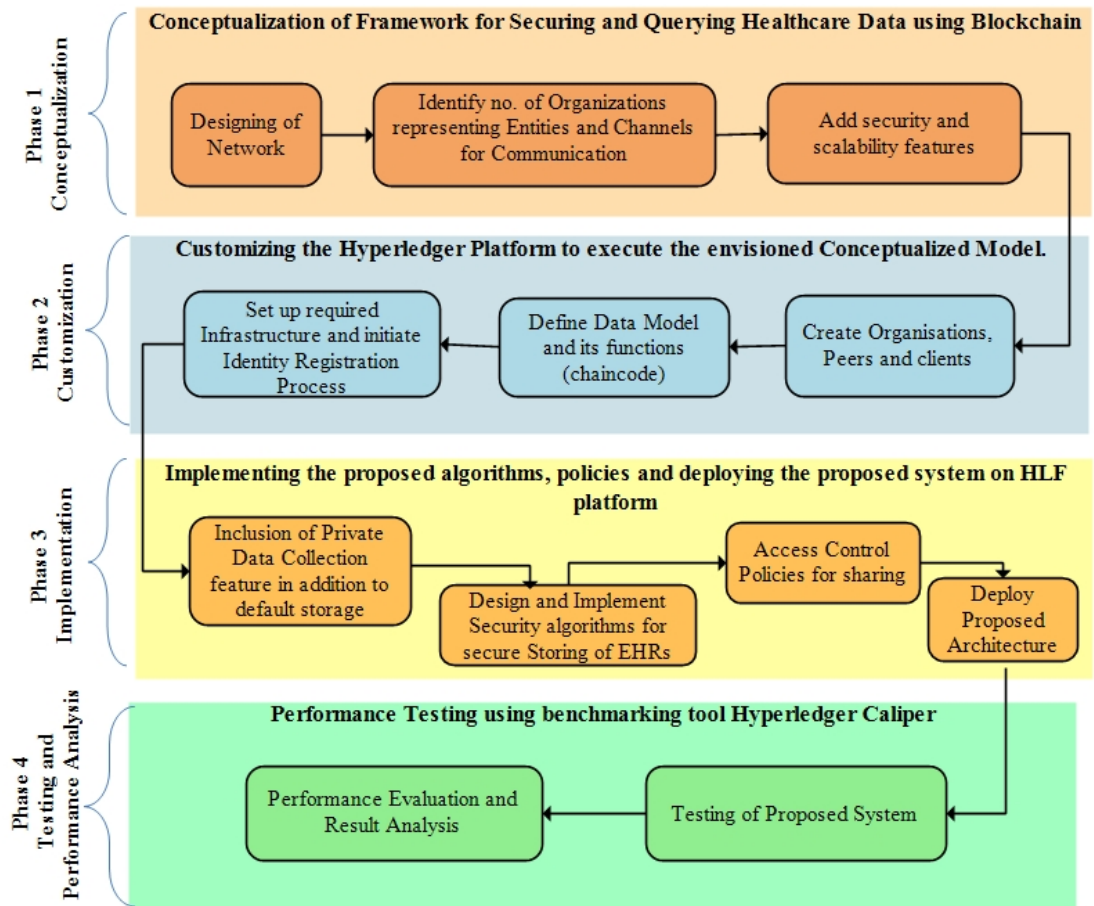 Conceptualization of Framework for Securing and Querying Healthcare Data using Blockchain
Phase 1
Conceptualization
Designing of
Network
Identify no. of Organizations
representing Entities and Channels
for Communication
Add security and
scalability features
Customizing the Hyperledger Platform to execute the envisioned Conceptualized Model.
Phase 2
Customization
Set up required
Infrastructure and initiate
Identity Registration
Process
Define Data Model
and its functions
(chaincode)
Create Organisations,
Peers and clients
Implementing the proposed algorithms, policies and deploying the proposed system on HLF
platform
Phase 3
Implementation
Inclusion of Private
Data Collection
feature in addition to
default storage
Design and Implement
Security algorithms for
secure Storing of EHRs
Access Control
Policies for sharing
Deploy
Proposed
Architecture
Performance Testing using benchmarking tool Hyperledger Caliper
Phase 4
Testing and
Performance Analysis
Performance Evaluation and
Result Analysis
Testing of Proposed System